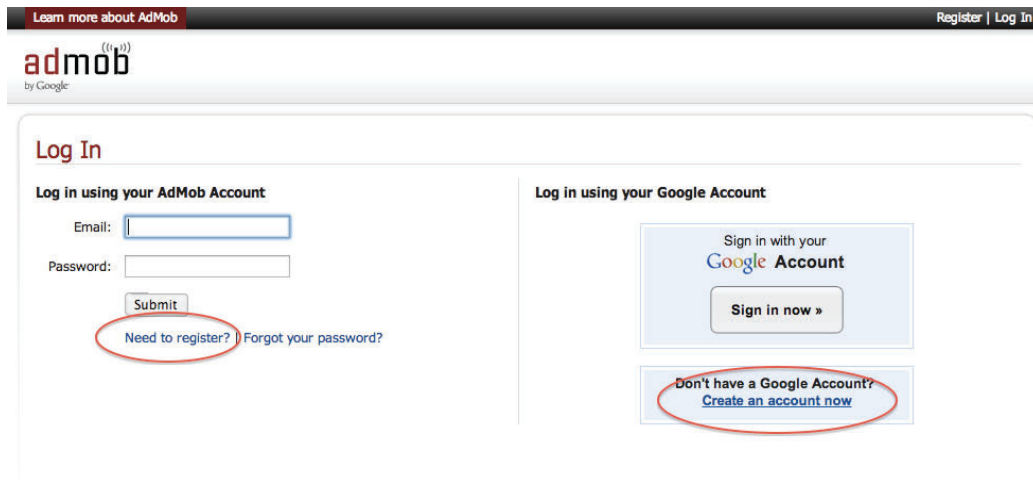 Learn more about AdMob
Register | Log In
admob
by Google
Log In
Log in using your AdMob Account
Email:
Password:
Submit
Need to register? | Forgot your password?
Log in using your Google Account
Sign in with your
Google Account
Sign in now »
Don't have a Google Account?
Create an account now